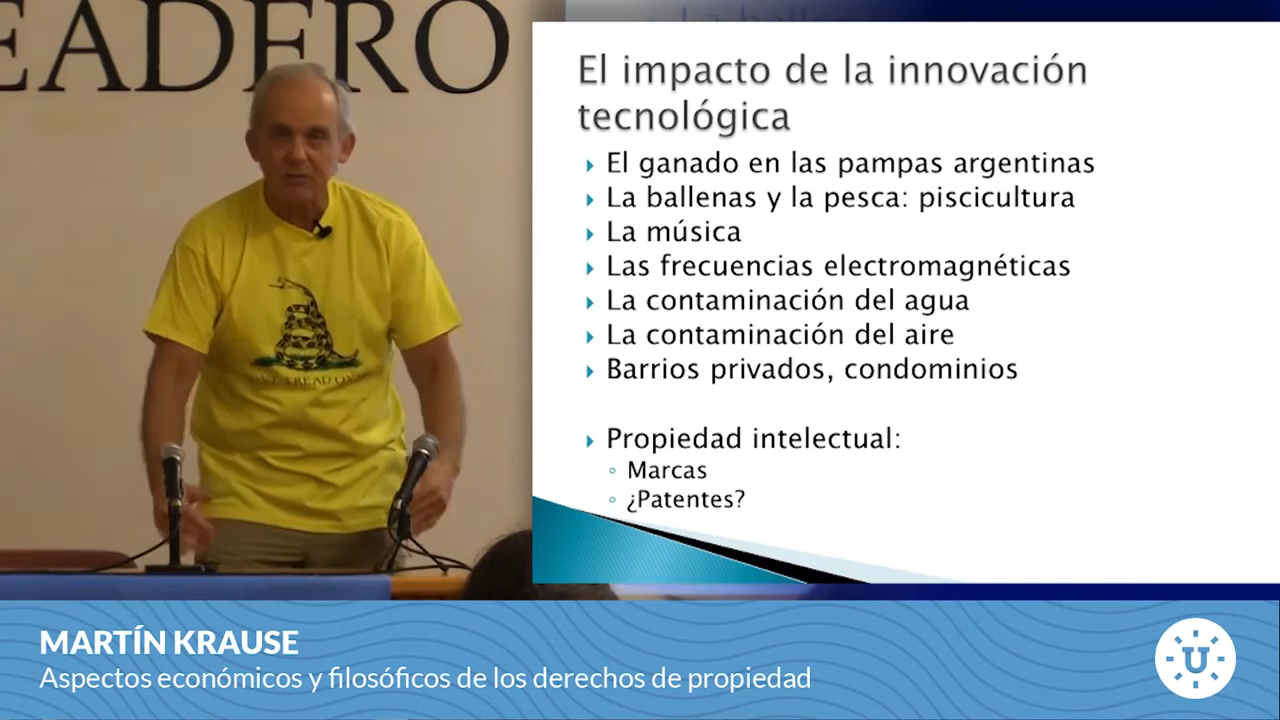 EADERO
El impacto de la innovación
tecnológica
El ganado en las pampas argentinas
La ballenas y la pesca: piscicultura
La música
Las frecuencias electromagnéticas
La contaminación del agua
La contaminación del aire
Barrios privados, condominios
Propiedad intelectual:
Marcas
¿Patentes?
TREAD ON
MARTÍN KRAUSE
Aspectos económicos y filosóficos de los derechos de propiedad
U